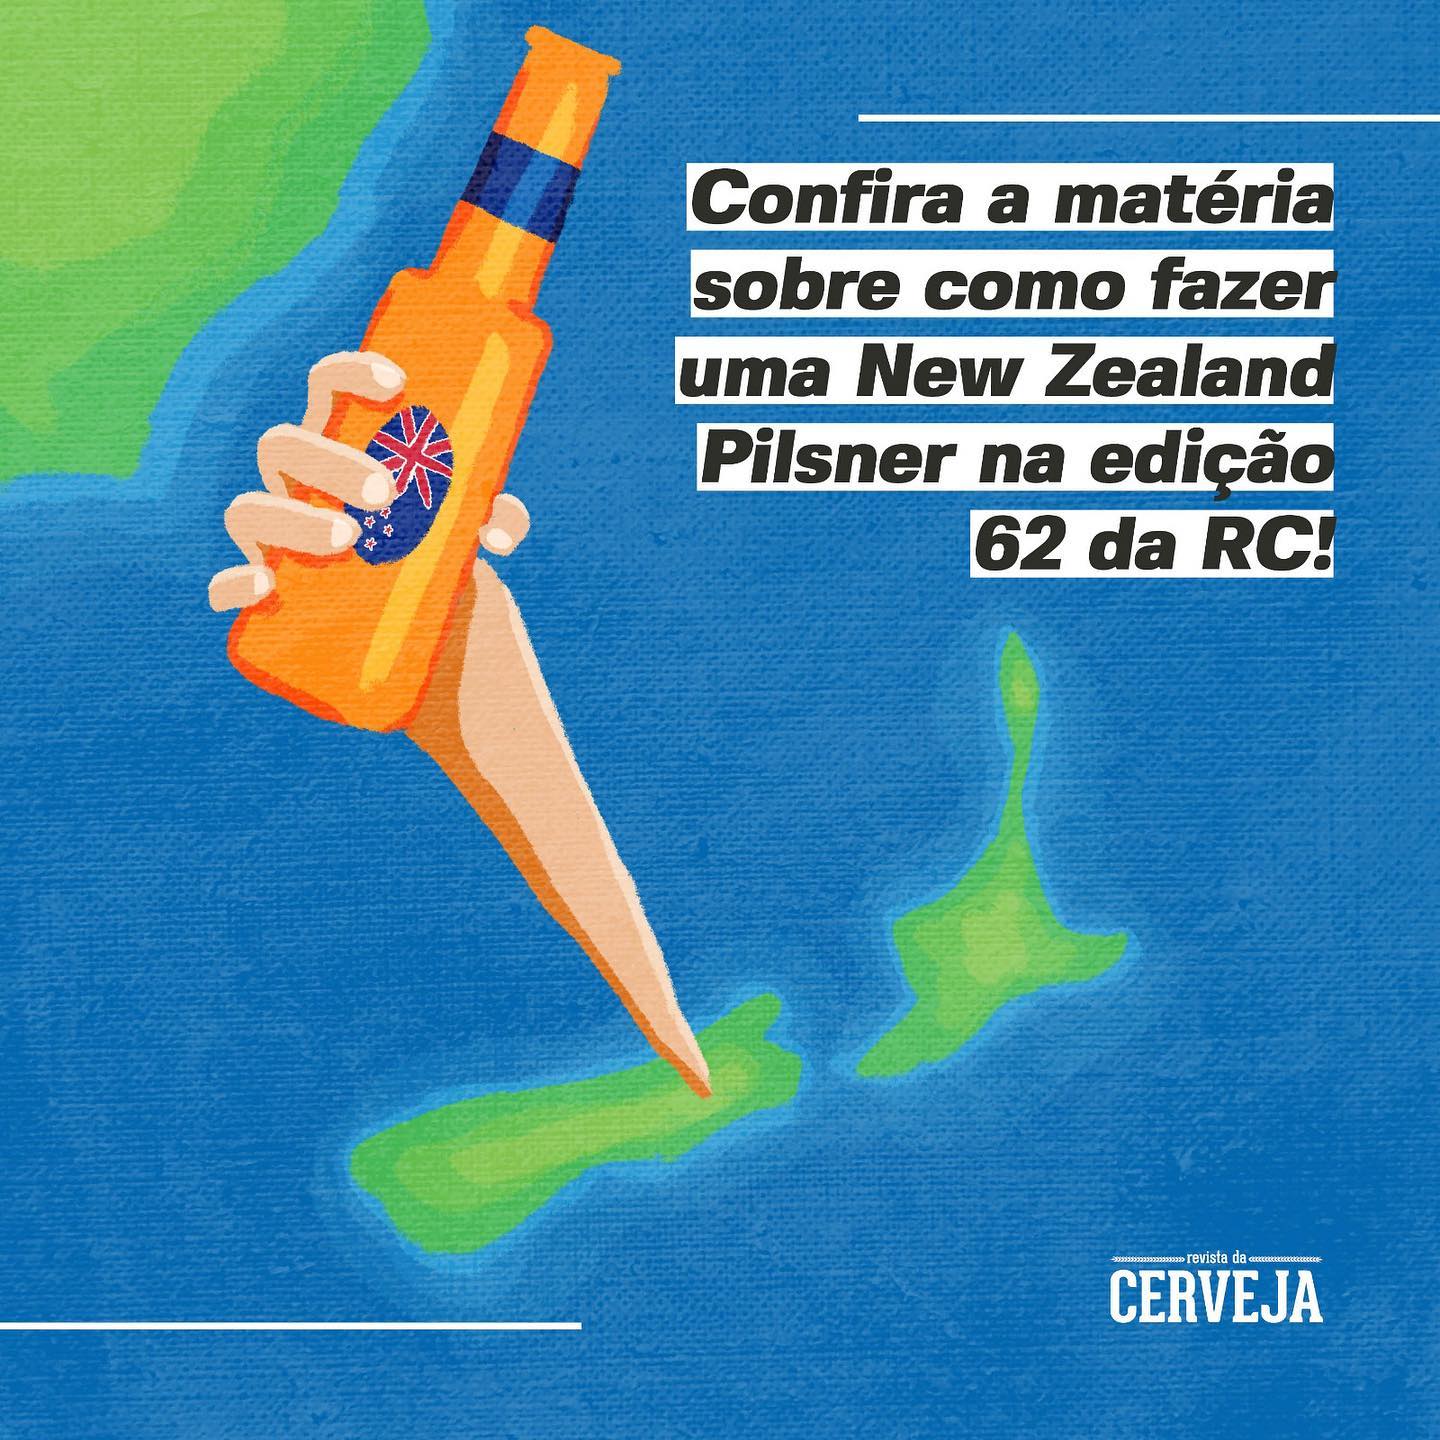 Confira a matéria
sobre como fazer
uma New Zealand
Pilsner na edição
62 da RC!
revista da
CERVEJA